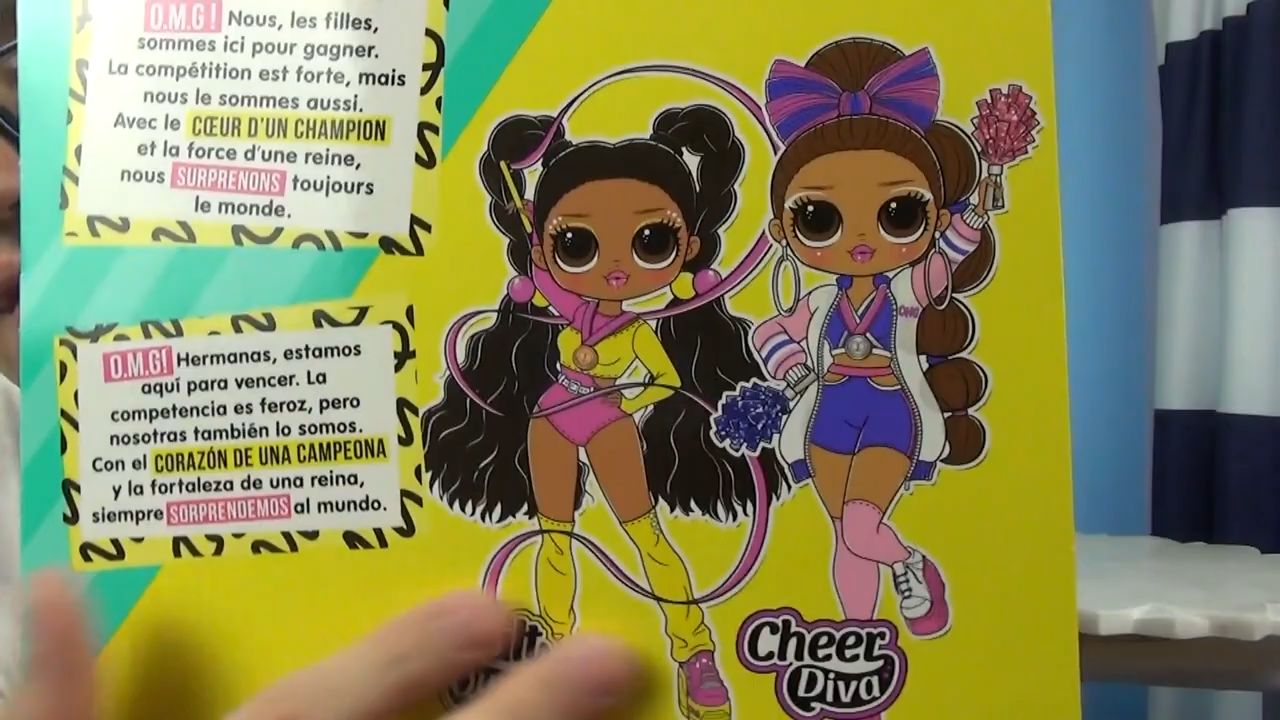 O.M.G! Nous, les filles,
sommes ici pour gagner.
La compétition est forte, mais
nous le sommes aussi.
Avec le CŒUR D'UN CHAMPION
et la force d'une reine,
nous SURPRENONS toujours
le monde.
O.M.G! Hermanas, estamos
aquí para vencer. La
competencia es feroz, pero
nosotras también lo somos.
Con el CORAZÓN DE UNA CAMPEONA
y la fortaleza de una reina,
siempre SORPRENDEMOS al mundo.
OMG
Cheer
Diva